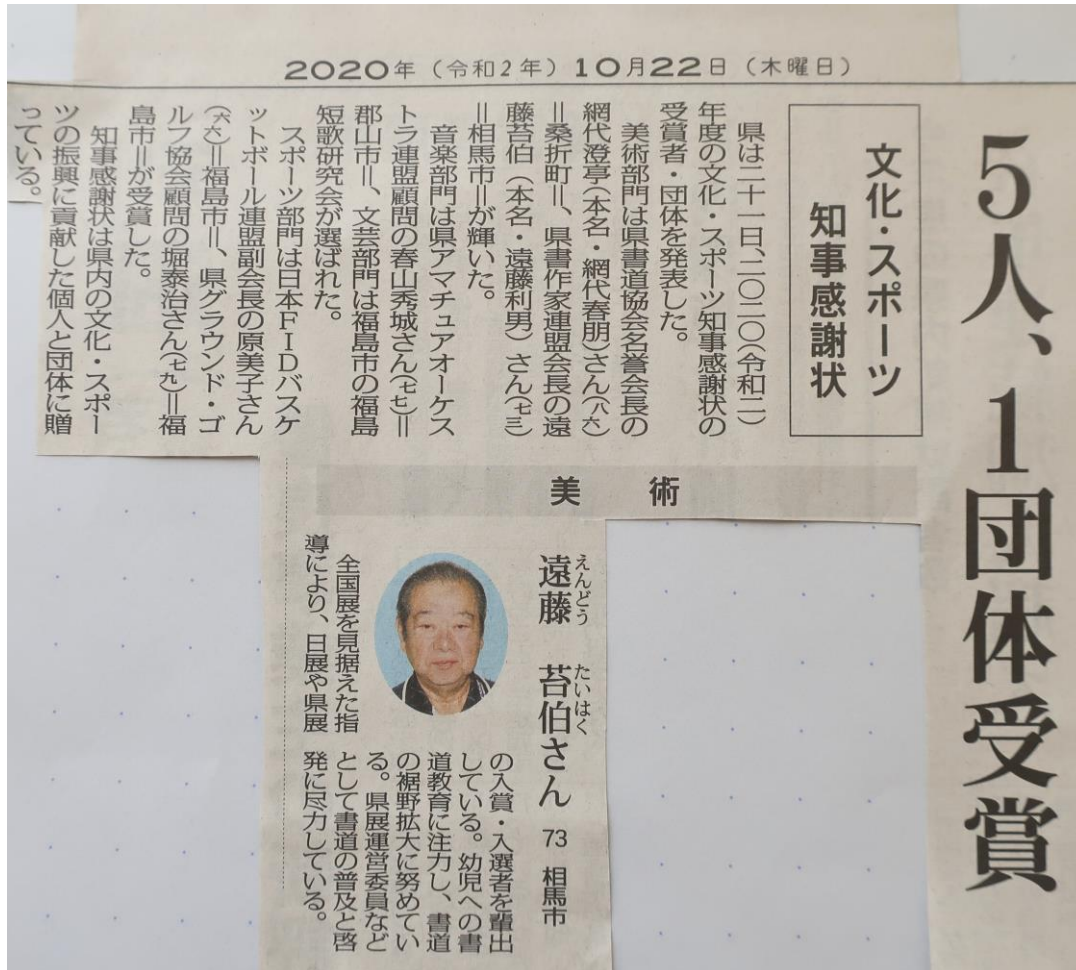 2020年（令和2年）10月22日（木曜日）
5人、1団体受賞
文化・スポーツ
知事感謝状
県は二十一日、二〇二〇（令和二）
年度の文化・スポーツ知事感謝状の
受賞者・団体を発表した。
美術部門は県書道協会名誉会長の
網代澄亭（本名・網代春朋）さん（八六）
＝桑折町＝、県書作家連盟会長の遠
藤苔伯（本名・遠藤利男）さん（七三）
＝相馬市＝が輝いた。
音楽部門は県アマチュアオーケス
トラ連盟顧問の春山秀城さん（七七）＝
郡山市＝、文芸部門は福島市の福島
短歌研究会が選ばれた。
スポーツ部門は日本ＦＩＤバスケ
ットボール連盟副会長の原美子さん
（六六）＝福島市＝、県グラウンド・ゴ
ルフ協会顧問の堀泰治さん（七九）＝福
島市＝が受賞した。
知事感謝状は県内の文化・スポー
ツの振興に貢献した個人と団体に贈
っている。
美術
えんどう たいはく
遠藤 苔伯さん 73 相馬市
全国展を見据えた指
導により、日展や県展
の入賞・入選者を輩出
している。幼児への書
道教育に注力し、書道
の裾野拡大に努めてい
る。県展運営委員など
として書道の普及と啓
発に尽力している。